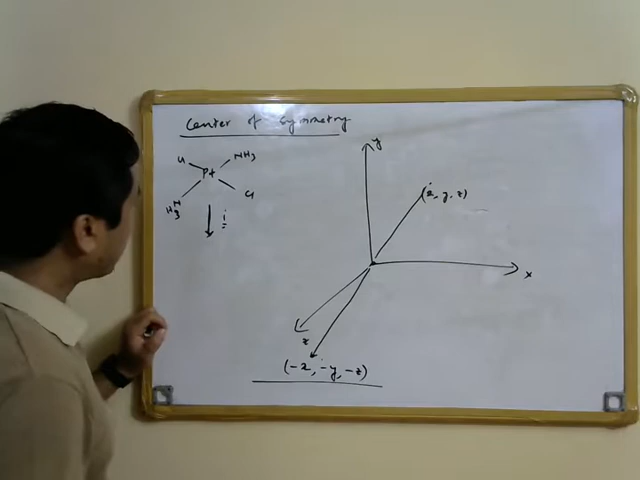 Center of Symmetry
Cl NH3
Pt
H3N Cl
i
y
(x, y, z)
x
z
(-x, -y, -z)